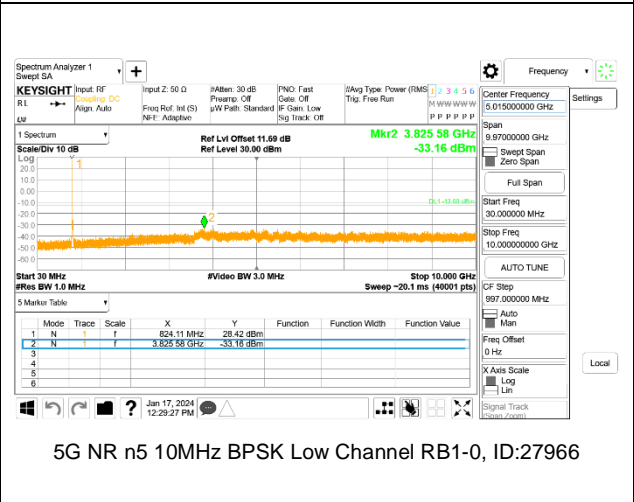 Spectrum Analyzer 1
Swept SA
Frequency
Settings
KEYSIGHT
RL
Input: RF
Coupling: DC
Align: Auto
Input Z: 50 Ω
Freq Ref: Int (S)
NFE: Adaptive
#Atten: 30 dB
Preamp: Off
µW Path: Standard
PNO: Fast
Gate: Off
IF Gain: Low
Sig Track: Off
#Avg Type: Power (RMS
Trig: Free Run
1 2 3 4 5 6
M W W W W W
P P P P P P
1 Spectrum
Scale/Div 10 dB
Ref Lvl Offset 11.69 dB
Ref Level 30.00 dBm
Mkr2 3.825 58 GHz
-33.16 dBm
Log
20.0
10.0
0.00
-10.0
-20.0
-30.0
-40.0
-50.0
-60.0
1
2
DL1 -13.00 dBm
Start 30 MHz
#Res BW 1.0 MHz
#Video BW 3.0 MHz
Stop 10.000 GHz
Sweep ~20.1 ms (40001 pts)
5 Marker Table
Mode Trace Scale X Y Function Function Width Function Value
1 N 1 f 824.11 MHz 28.42 dBm
2 N 1 f 3.825 58 GHz -33.16 dBm
3
4
5
6
Jan 17, 2024
12:29:27 PM
Center Frequency
5.015000000 GHz
Span
9.97000000 GHz
Swept Span
Zero Span
Full Span
Start Freq
30.000000 MHz
Stop Freq
10.000000000 GHz
AUTO TUNE
CF Step
997.000000 MHz
Auto
Man
Freq Offset
0 Hz
X Axis Scale
Log
Lin
Signal Track
(Span Zoom)
Local
5G NR n5 10MHz BPSK Low Channel RB1-0, ID:27966